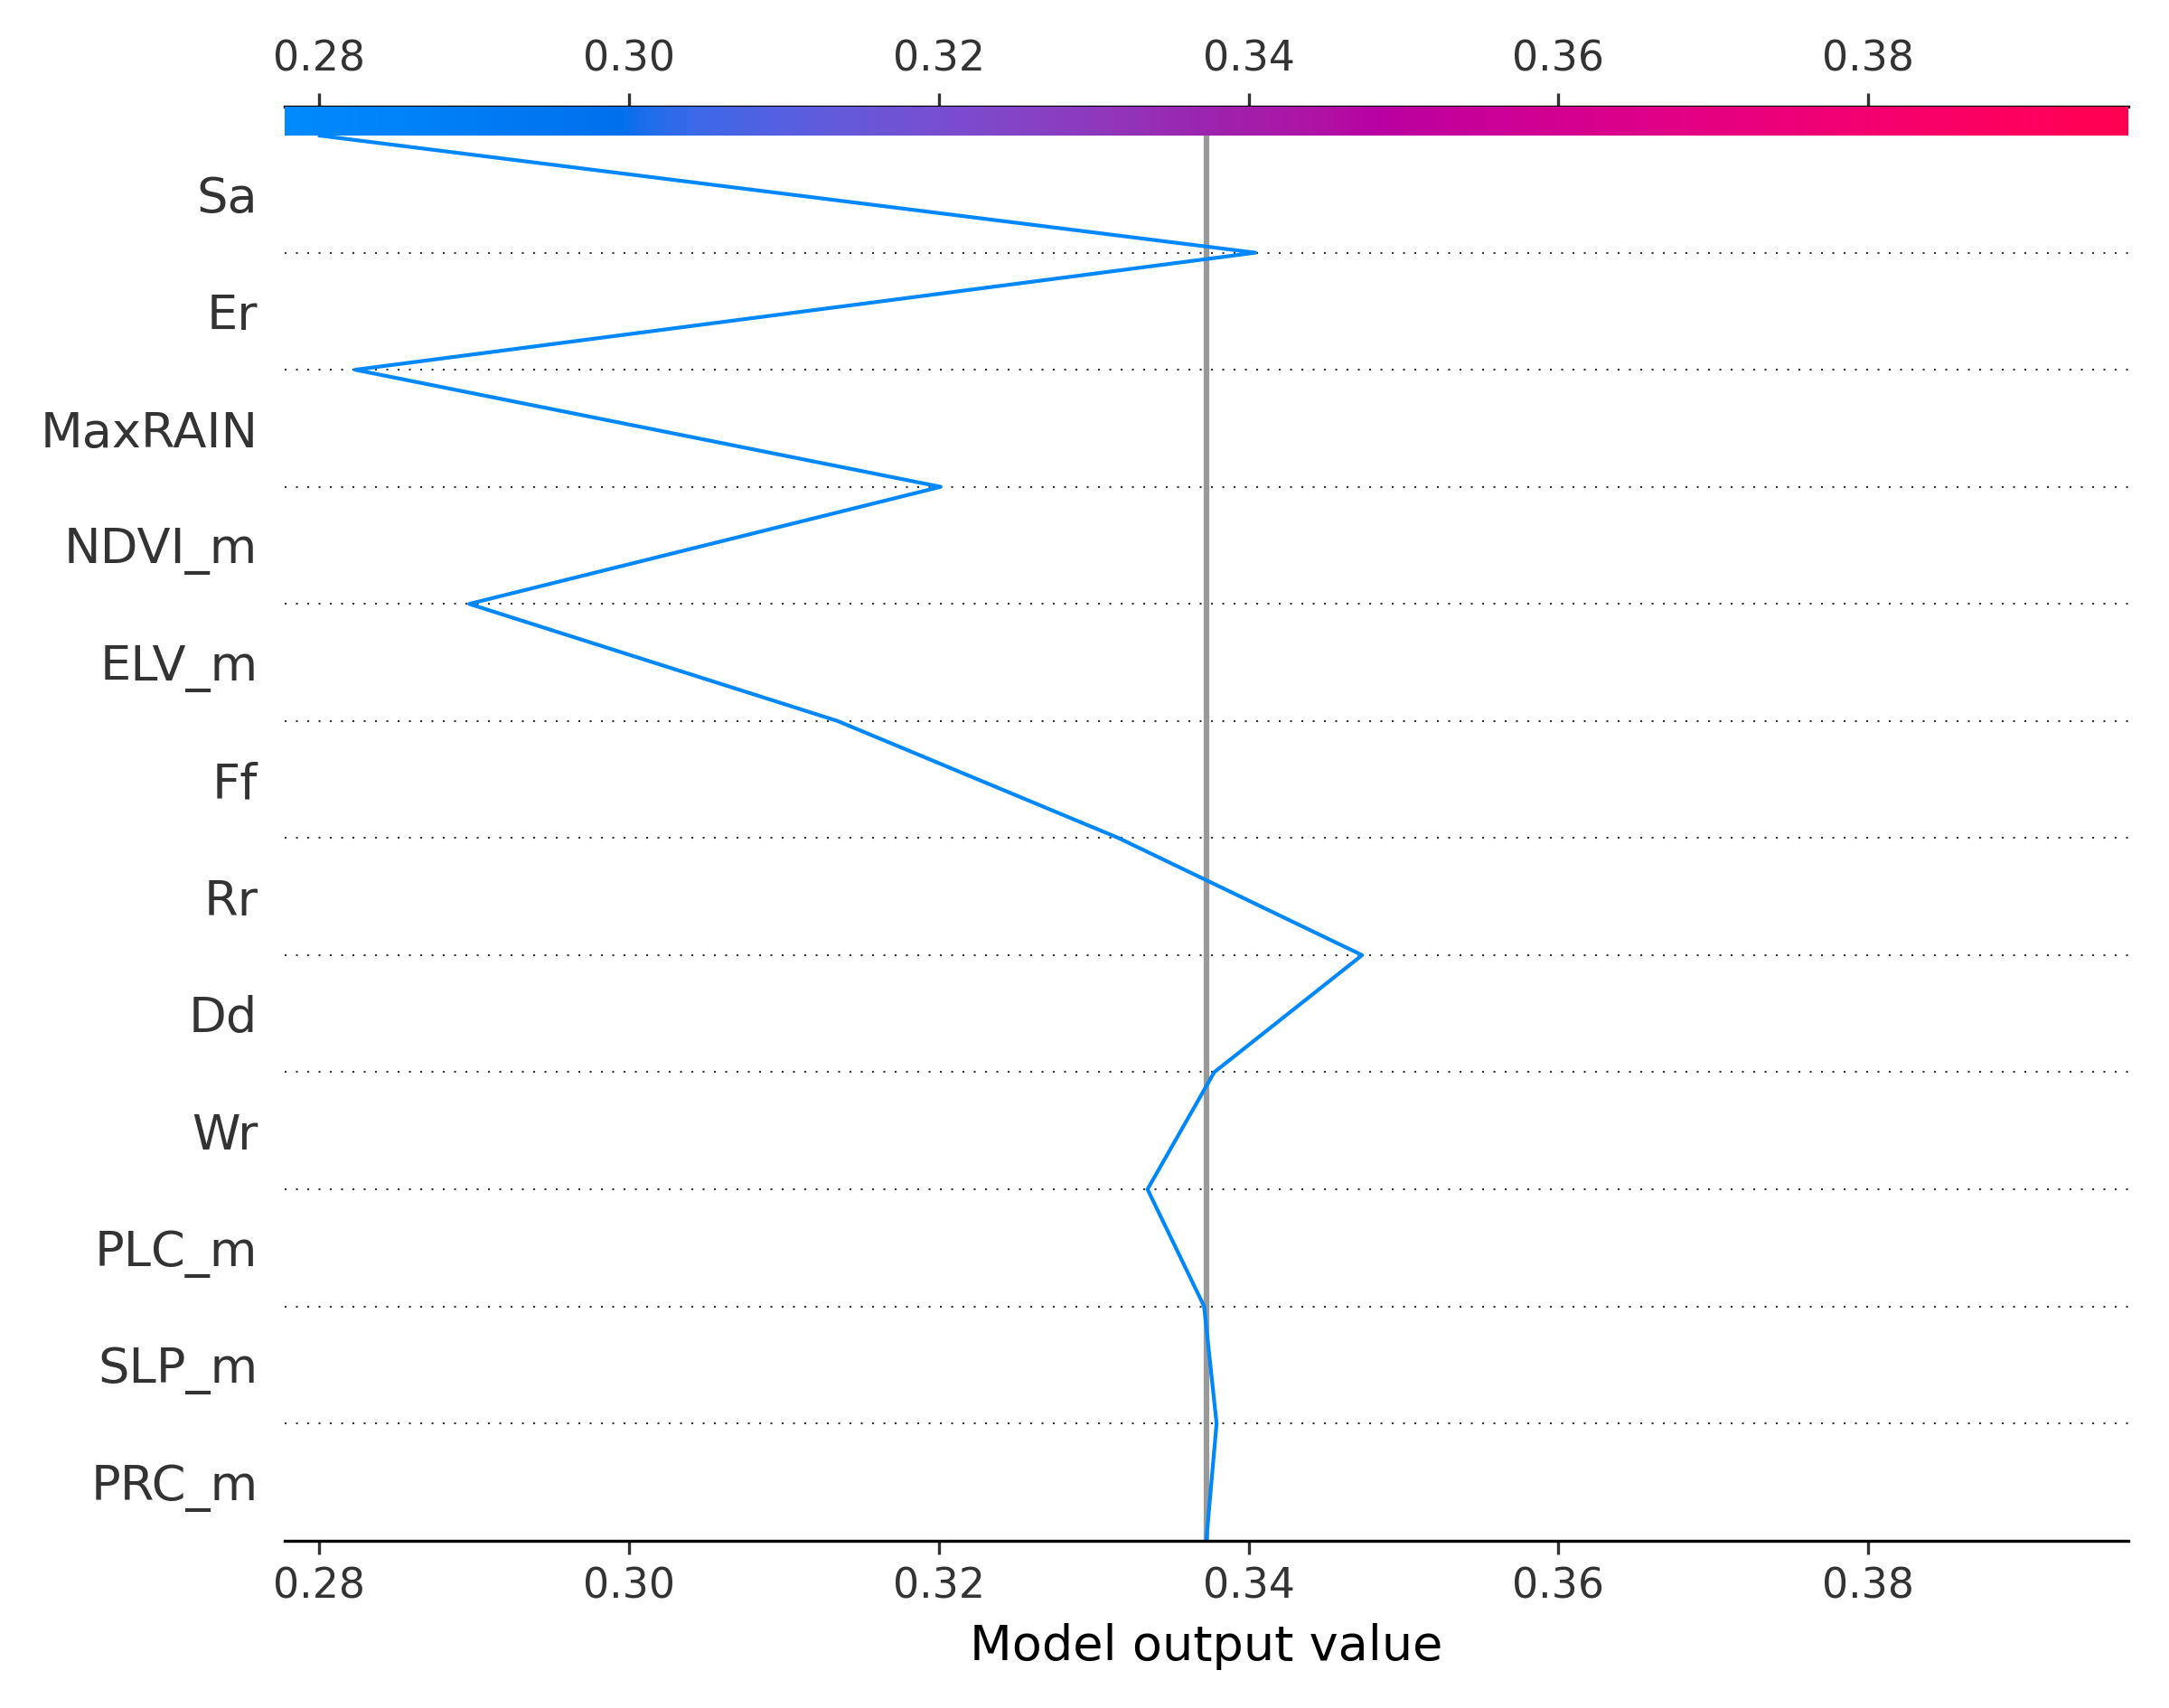 0.28 0.30 0.32 0.34 0.36 0.38
Sa
Er
MaxRAIN
NDVI_m
ELV_m
Ff
Rr
Dd
Wr
PLC_m
SLP_m
PRC_m
0.28 0.30 0.32 0.34 0.36 0.38
Model output value